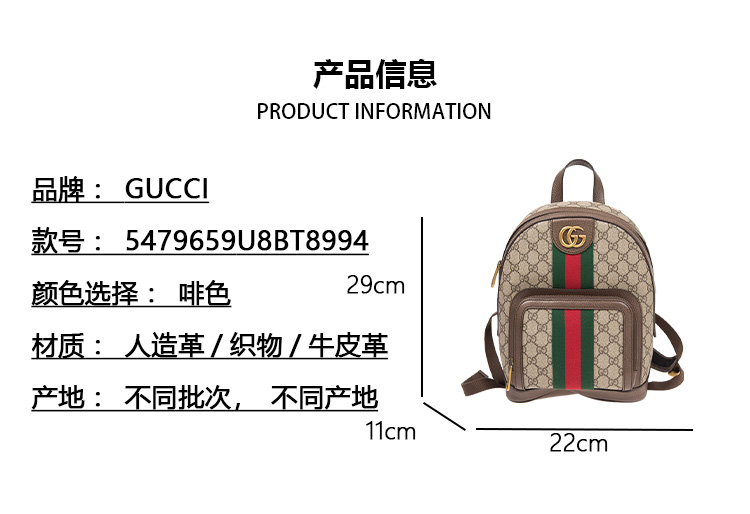 产品信息
PRODUCT INFORMATION
品牌： GUCCI
款号： 5479659U8BT8994
颜色选择： 啡色
材质： 人造革 / 织物 / 牛皮革
产地： 不同批次， 不同产地
29cm
11cm
22cm
GG